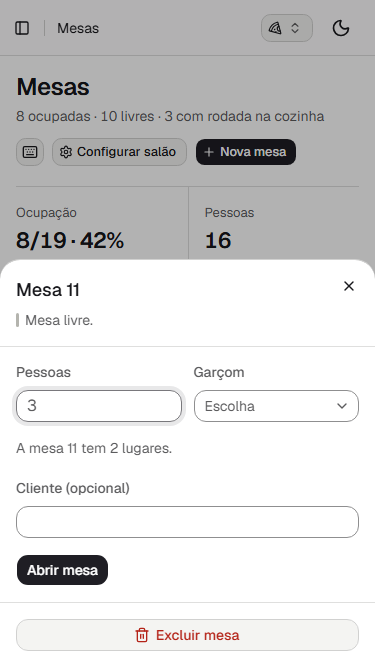 Mesas
Mesas
8 ocupadas · 10 livres · 3 com rodada na cozinha
Configurar salão
Nova mesa
Ocupação
Pessoas
8/19 · 42%
16
Mesa 11
Mesa livre.
Pessoas
Garçom
3
Escolha
A mesa 11 tem 2 lugares.
Cliente (opcional)
Abrir mesa
Excluir mesa